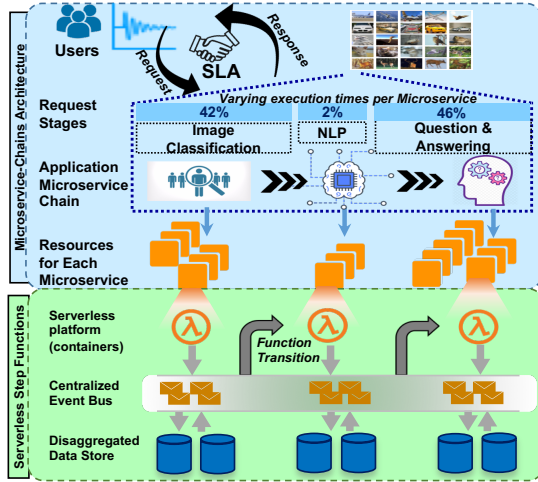 Microservice-Chains Architecture
Users
Request
SLA
Response
Varying execution times per Microservice
Request
Stages
42%
2%
46%
Image
Classification
NLP
Question &
Answering
Application
Microservice
Chain
Resources
for Each
Microservice
Serverless Step Functions
Serverless
platform
(containers)
λ
λ
λ
Function
Transition
Centralized
Event Bus
Disaggregated
Data Store